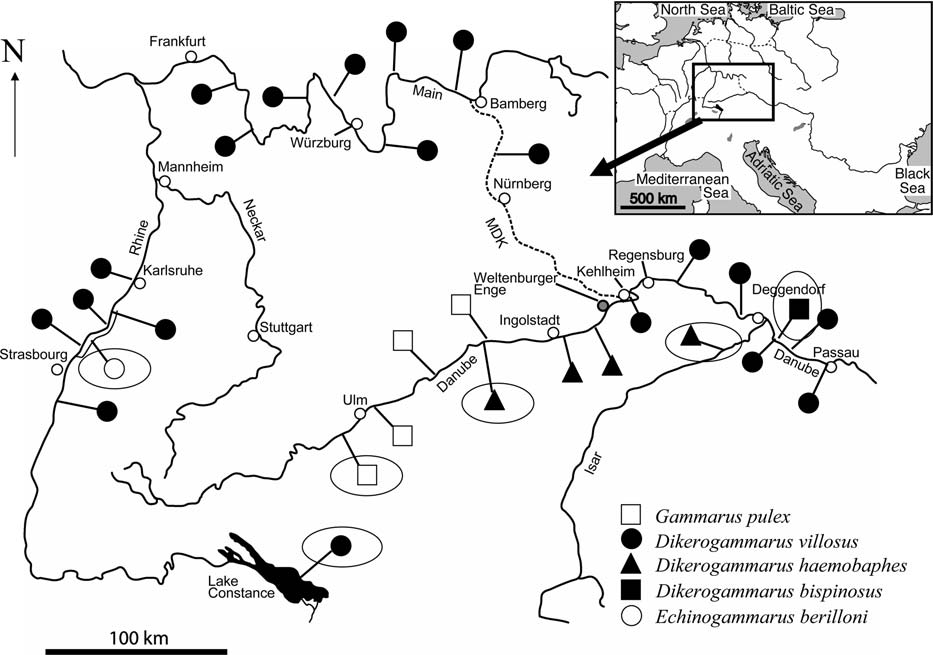 N
Frankfurt
Main
Bamberg
Würzburg
Mannheim
Nürnberg
Neckar
MDK
Rhine
Karlsruhe
Strasbourg
Stuttgart
Weltenburger
Enge
Kehlheim
Regensburg
Ingolstadt
Deggendorf
Danube
Passau
Danube
Ulm
Isar
Lake
Constance
100 km
North Sea
Baltic Sea
Mediterranean
Sea
Adriatic Sea
Black
Sea
500 km
Gammarus pulex
Dikerogammarus villosus
Dikerogammarus haemobaphes
Dikerogammarus bispinosus
Echinogammarus berilloni